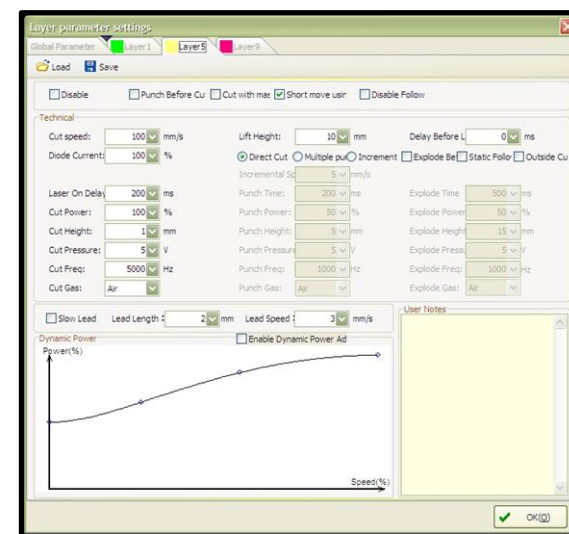 Layer parameter settings
Global Parameter Layer1 Layer5 Layer9
Load Save
Disable Punch Before Cu Cut with mas Short move usin Disable Follow
Technical
Cut speed: 100 mm/s Lift Height: 10 mm Delay Before L 0 ms
Diode Current: 100 % Direct Cut Multiple pu Increment Explode Be Static Follo Outside Cu
Incremental Sp 5 mm/s
Laser On Delay 200 ms Punch Time: 200 ms Explode Time 500 ms
Cut Power: 100 % Punch Power: 50 % Explode Power 50 %
Cut Height: 1 mm Punch Height: 5 mm Explode Height 15 mm
Cut Pressure: 5 V Punch Pressur 5 V Explode Press 5 V
Cut Freq: 5000 Hz Punch Freq: 1000 Hz Explode Freq: 1000 Hz
Cut Gas: Air Punch Gas: Air Explode Gas: Air
Slow Lead Lead Length : 2 mm Lead Speed : 3 mm/s User Notes
Dynamic Power Enable Dynamic Power Ad
Power(%)
Speed(%)
OK(O)